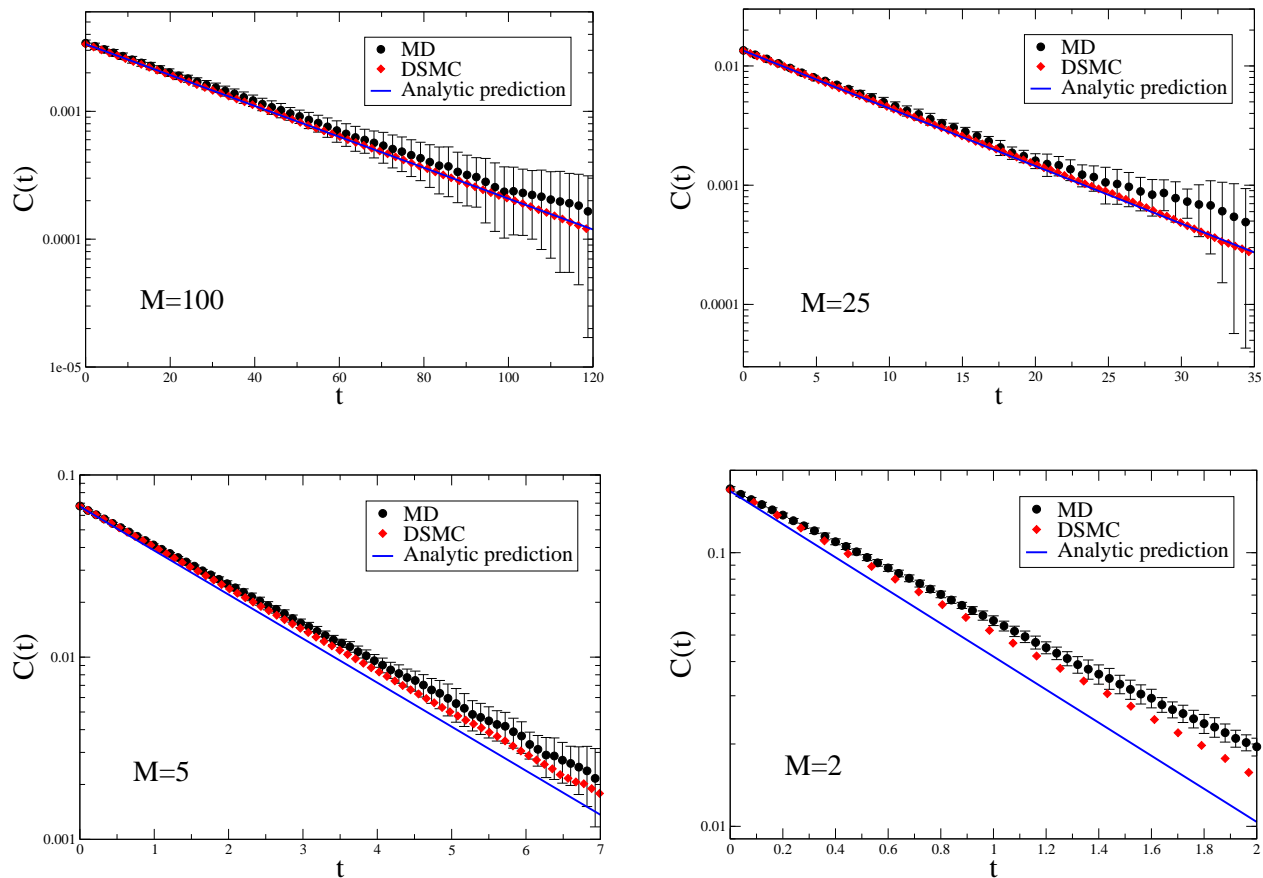 MD
DSMC
Analytic prediction
0.001
0.0001
1e-05
C(t)
M=100
0 20 40 60 80 100 120
t
MD
DSMC
Analytic prediction
0.01
0.001
0.0001
C(t)
M=25
0 5 10 15 20 25 30 35
t
MD
DSMC
Analytic prediction
0.1
0.01
0.001
C(t)
M=5
0 1 2 3 4 5 6 7
t
MD
DSMC
Analytic prediction
0.1
0.01
C(t)
M=2
0 0.2 0.4 0.6 0.8 1 1.2 1.4 1.6 1.8 2
t